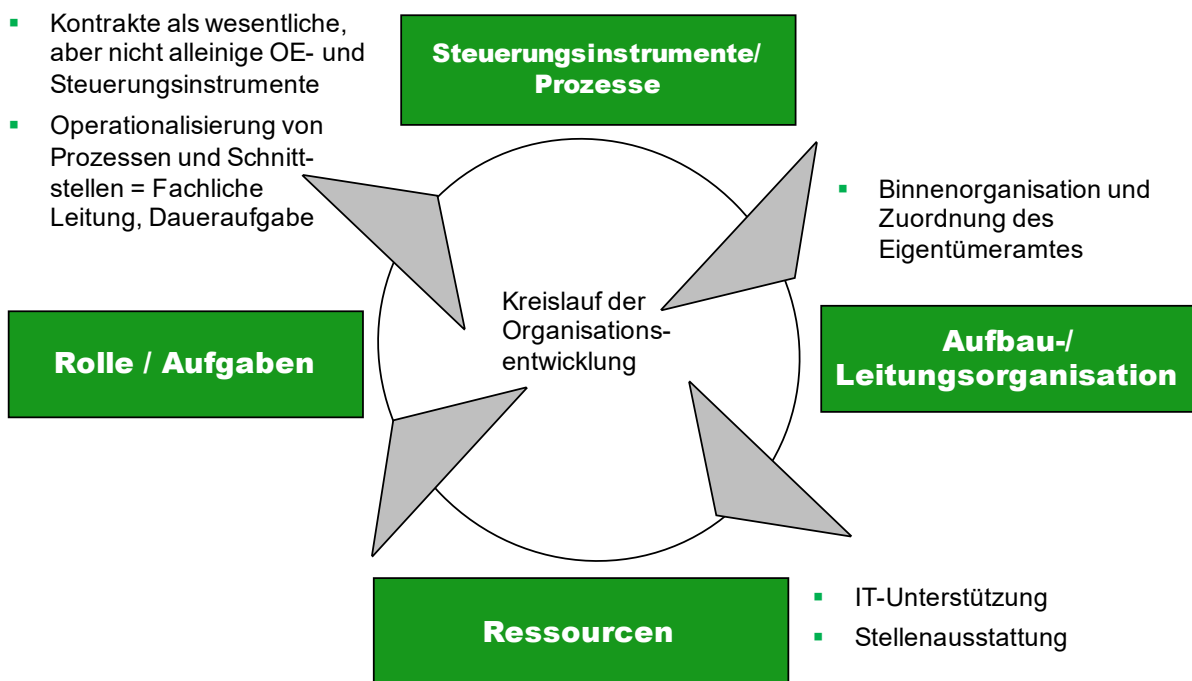 ▪ Kontrakte als wesentliche,
aber nicht alleinige OE- und
Steuerungsinstrumente
▪ Operationalisierung von
Prozessen und Schnitt-
stellen = Fachliche
Leitung, Daueraufgabe
Steuerungsinstrumente/
Prozesse
▪ Binnenorganisation und
Zuordnung des
Eigentümeramtes
Kreislauf der
Organisations-
entwicklung
Rolle / Aufgaben
Aufbau-/
Leitungsorganisation
Ressourcen
▪ IT-Unterstützung
▪ Stellenausstattung